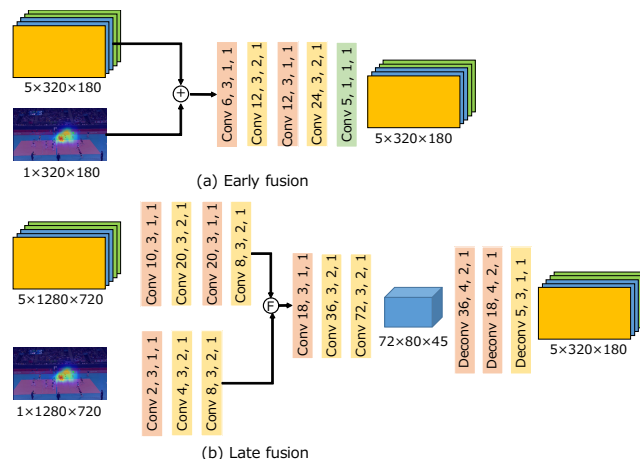 5×320×180
+
1×320×180
Conv 6, 3, 1, 1
Conv 12, 3, 2, 1
Conv 12, 3, 1, 1
Conv 24, 3, 2, 1
Conv 5, 1, 1, 1
5×320×180
(a) Early fusion
5×1280×720
Conv 10, 3, 1, 1
Conv 20, 3, 2, 1
Conv 20, 3, 1, 1
Conv 8, 3, 2, 1
1×1280×720
Conv 2, 3, 1, 1
Conv 4, 3, 2, 1
Conv 8, 3, 2, 1
F
Conv 18, 3, 1, 1
Conv 36, 3, 2, 1
Conv 72, 3, 2, 1
72×80×45
Deconv 36, 4, 2, 1
Deconv 18, 4, 2, 1
Deconv 5, 3, 1, 1
5×320×180
(b) Late fusion